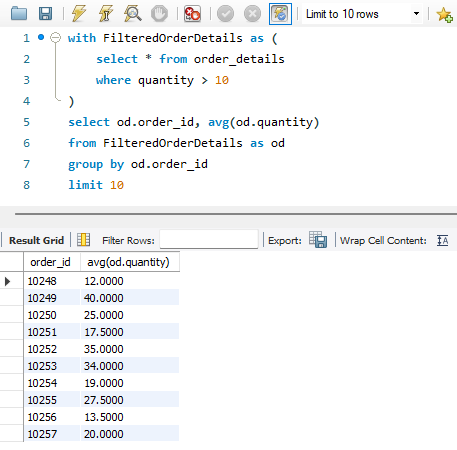 Limit to 10 rows
1 with FilteredOrderDetails as (
2 select * from order_details
3 where quantity > 10
4 )
5 select od.order_id, avg(od.quantity)
6 from FilteredOrderDetails as od
7 group by od.order_id
8 limit 10
Result Grid Filter Rows: Export: Wrap Cell Content: IA
order_id avg(od.quantity)
10248 12.0000
10249 40.0000
10250 25.0000
10251 17.5000
10252 35.0000
10253 34.0000
10254 19.0000
10255 27.5000
10256 13.5000
10257 20.0000